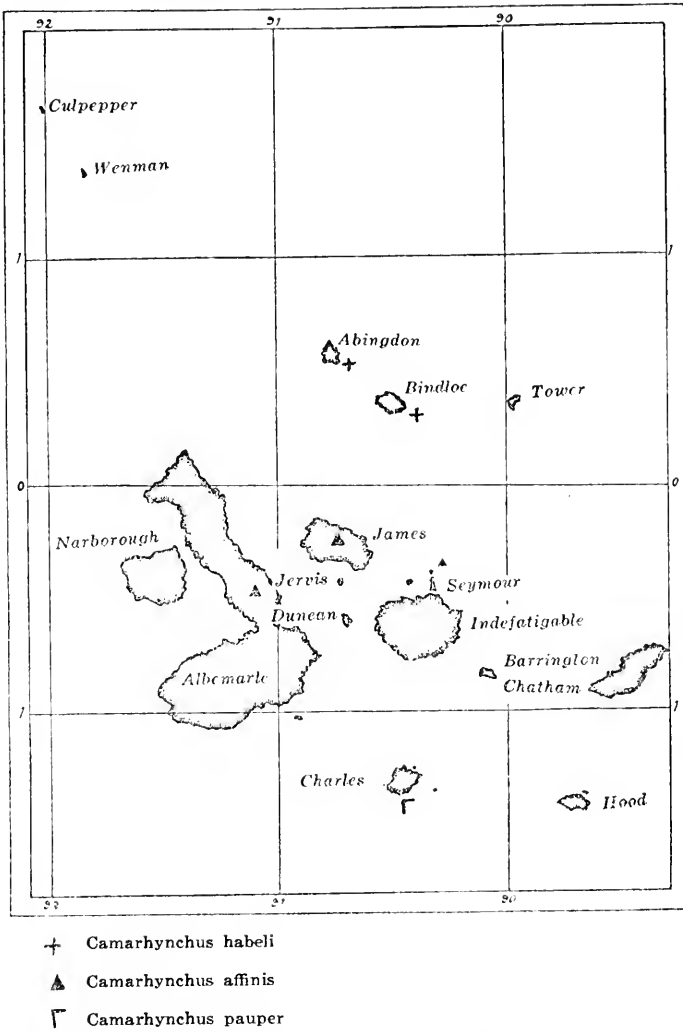 92 91 90
Culpepper
Wenman
1 1
Abingdon
Bindloe
Tower
0 0
Narborough
James
Jervis
Seymour
Duncan
Indefatigable
Barrington
Albemarle
Chatham
1 1
Charles
Hood
91 90
Camarhynchus habeli
Camarhynchus affinis
Camarhynchus pauper